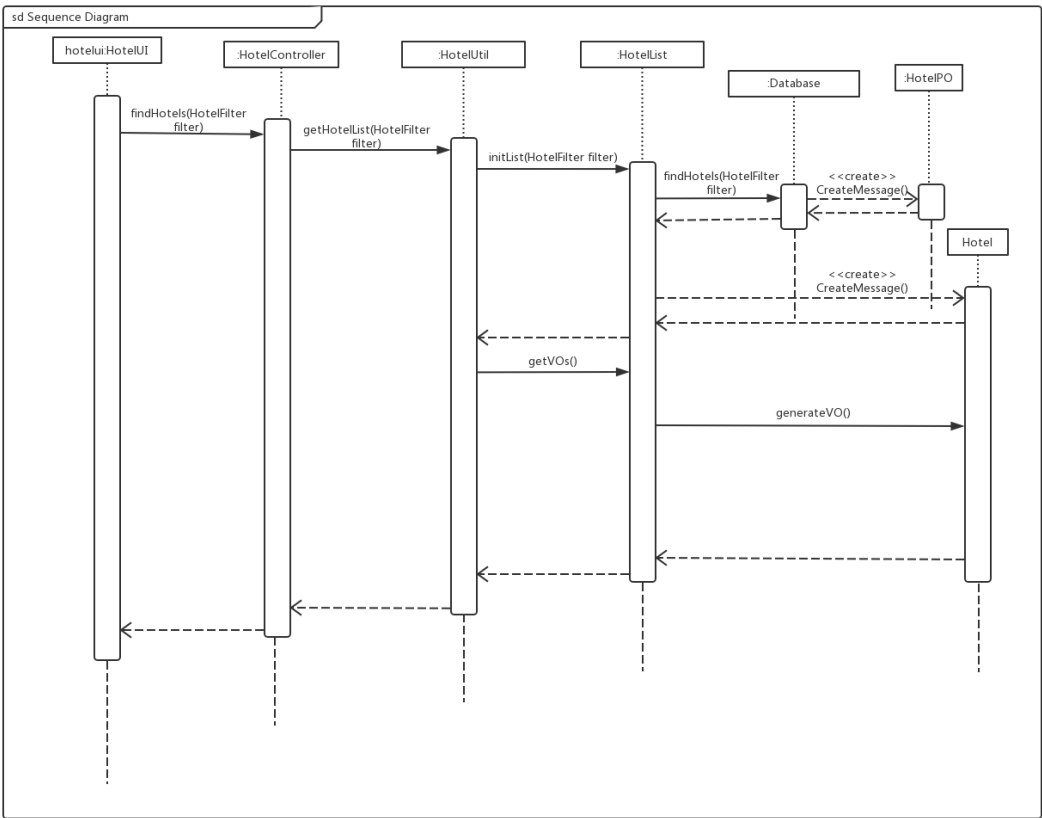 sd Sequence Diagram
hotelui:HotelUI
:HotelController
:HotelUtil
:HotelList
:Database
:HotelPO
findHotels(HotelFilter
filter)
getHotelList(HotelFilter
filter)
initList(HotelFilter filter)
findHotels(HotelFilter
filter)
<<create>>
CreateMessage()
Hotel
<<create>>
CreateMessage()
getVOs()
generateVO()